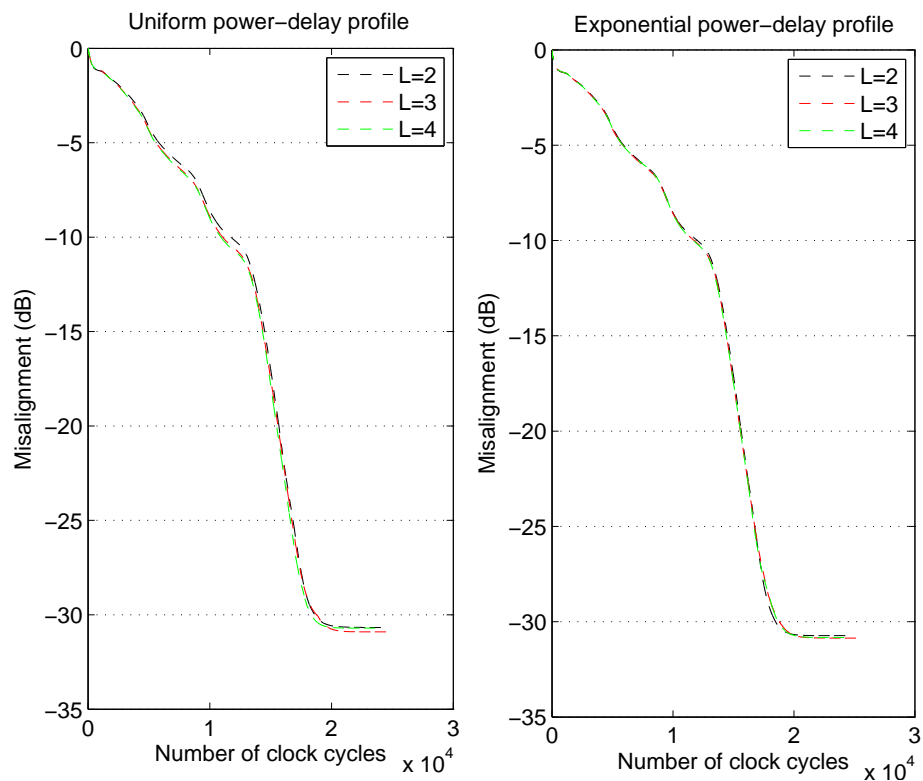 Uniform power−delay profile
0
−5
−10
−15
−20
−25
−30
−35
Misalignment (dB)
L=2
L=3
L=4
0
1
2
3
Number of clock cycles
x 10^4
Exponential power−delay profile
0
−5
−10
−15
−20
−25
−30
−35
Misalignment (dB)
L=2
L=3
L=4
0
1
2
3
Number of clock cycles
x 10^4